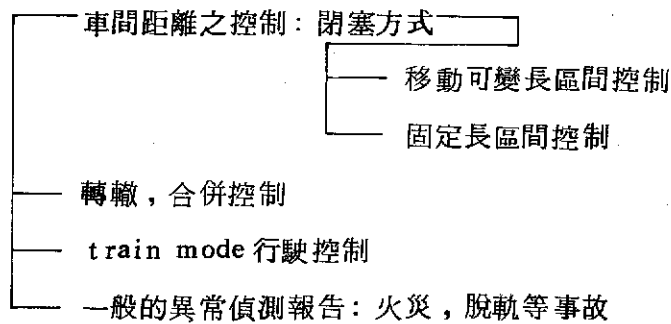 車間距離之控制：閉塞方式
移動可變長區間控制
固定長區間控制
轉轍，合併控制
train mode 行駛控制
一般的異常偵測報告：火災，脫軌等事故